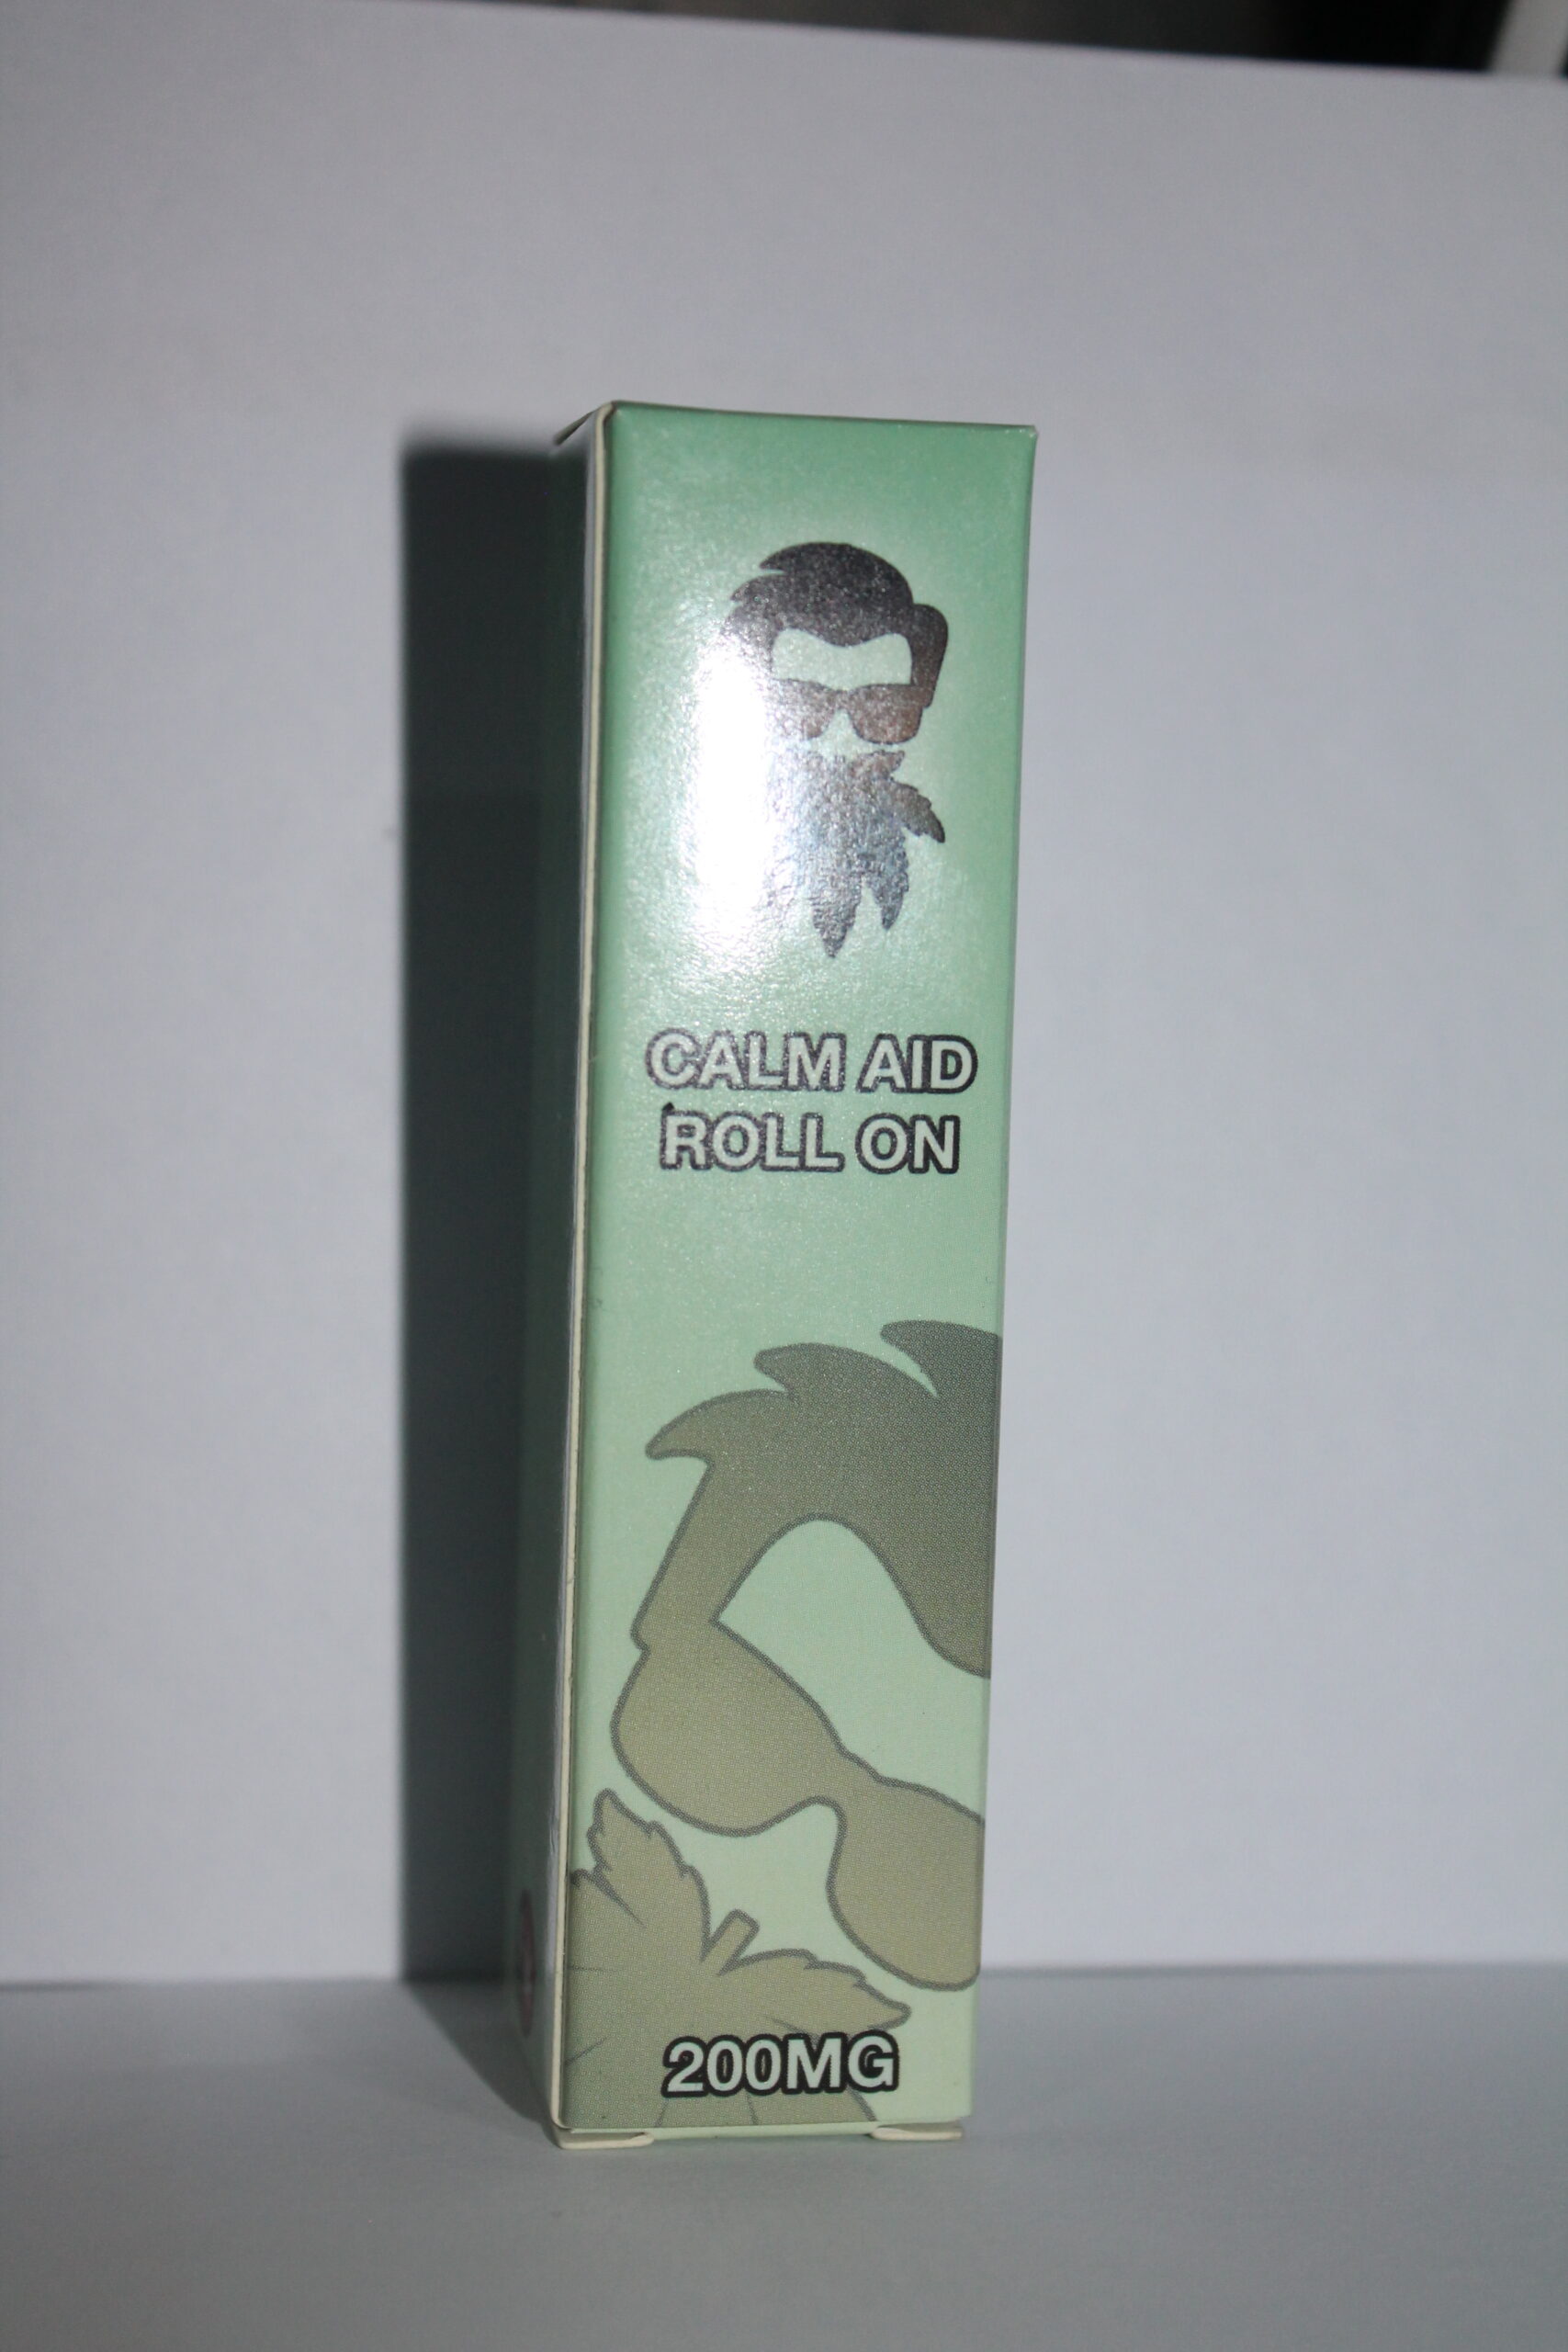 CALM AID
ROLL ON
200MG